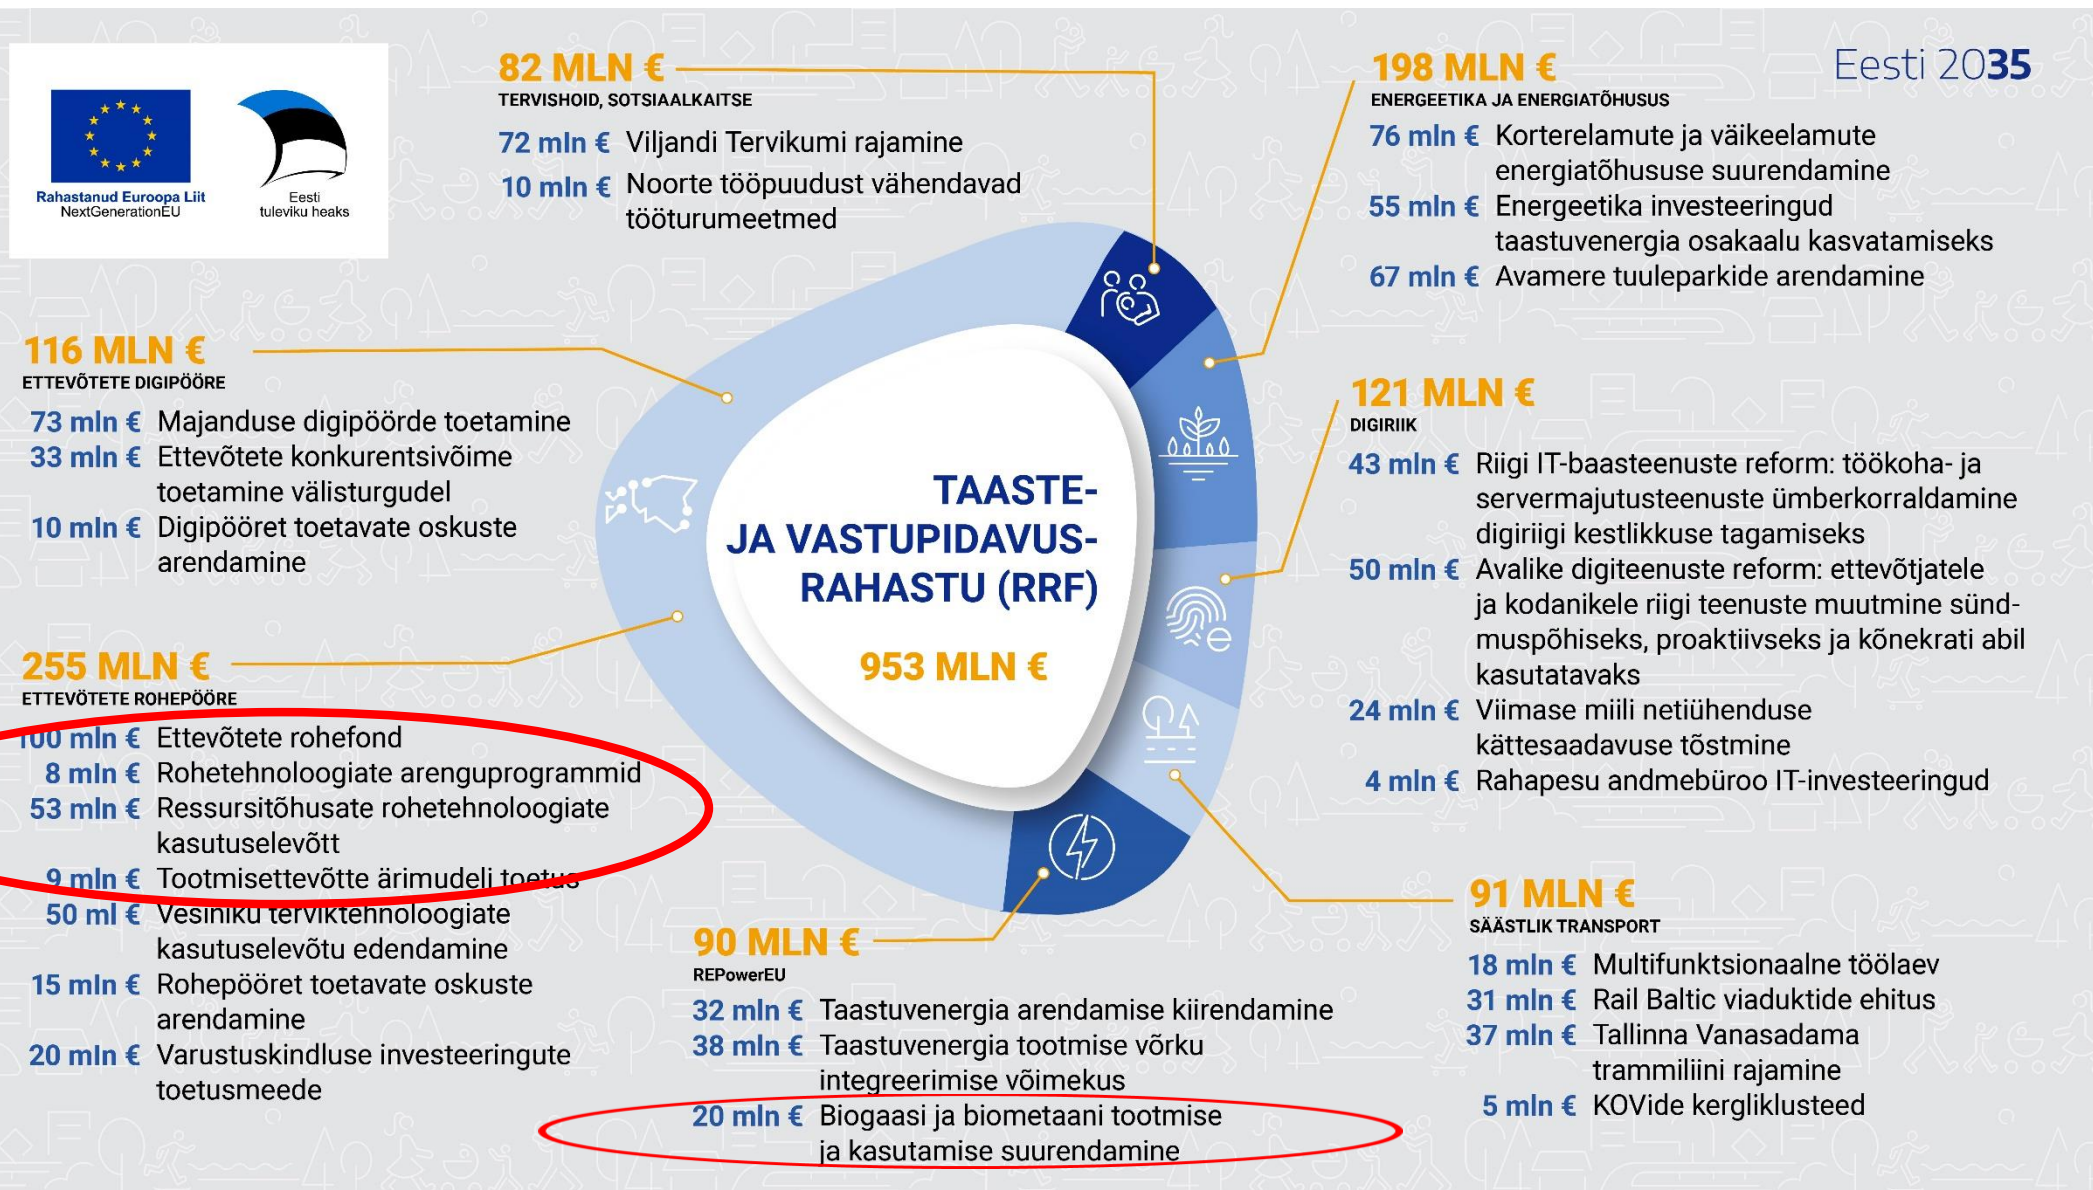 Rahastanud Euroopa Liit
NextGenerationEU
Eesti
tuleviku heaks
82 MLN €
TERVISHOID, SOTSIAALKAITSE
72 mln € Viljandi Tervikumi rajamine
10 mln € Noorte tööpuudust vähendavad
tööturumeetmed
198 MLN €
ENERGEETIKA JA ENERGIATÕHUSUS
76 mln € Korterelamute ja väikeelamute
energiatõhususe suurendamine
55 mln € Energeetika investeeringud
taastuvenergia osakaalu kasvatamiseks
67 mln € Avamere tuuleparkide arendamine
Eesti 2035
116 MLN €
ETTEVÕTETE DIGIPÖÖRE
73 mln € Majanduse digipöörde toetamine
33 mln € Ettevõtete konkurentsivõime
toetamine välisturgudel
10 mln € Digipööret toetavate oskuste
arendamine
TAASTE-
JA VASTUPIDAVUS-
RAHASTU (RRF)
953 MLN €
121 MLN €
DIGIRIIK
43 mln € Riigi IT-baasteenuste reform: töökoha- ja
servermajutusteenuste ümberkorraldamine
digiriigi kestlikkuse tagamiseks
50 mln € Avalike digiteenuste reform: ettevõtjatele
ja kodanikele riigi teenuste muutmine sünd-
muspõhiseks, proaktiivseks ja kõnekrati abil
kasutatavaks
24 mln € Viimase miili netiühenduse
kättesaadavuse tõstmine
4 mln € Rahapesu andmebüroo IT-investeeringud
255 MLN €
ETTEVÖTETE ROHEPÖÖRE
100 mln € Ettevõtete rohefond
8 mln € Rohetehnoloogiate arenguprogrammid
53 mln € Ressursitõhusate rohetehnoloogiate
kasutuselevõtt
9 mln € Tootmisettevõtte ärimudeli toetus
50 ml € Vesiniku terviktehnoloogiate
kasutuselevõtu edendamine
15 mln € Rohepööret toetavate oskuste
arendamine
20 mln € Varustuskindluse investeeringute
toetusmeede
90 MLN €
REPowerEU
32 mln € Taastuvenergia arendamise kiirendamine
38 mln € Taastuvenergia tootmise võrku
integreerimise võimekus
20 mln € Biogaasi ja biometaani tootmise
ja kasutamise suurendamine
91 MLN €
SÄÄSTLIK TRANSPORT
18 mln € Multifunktsionaalne töölaev
31 mln € Rail Baltic viaduktide ehitus
37 mln € Tallinna Vanasadama
trammiliini rajamine
5 mln € KOVide kergliklusteed